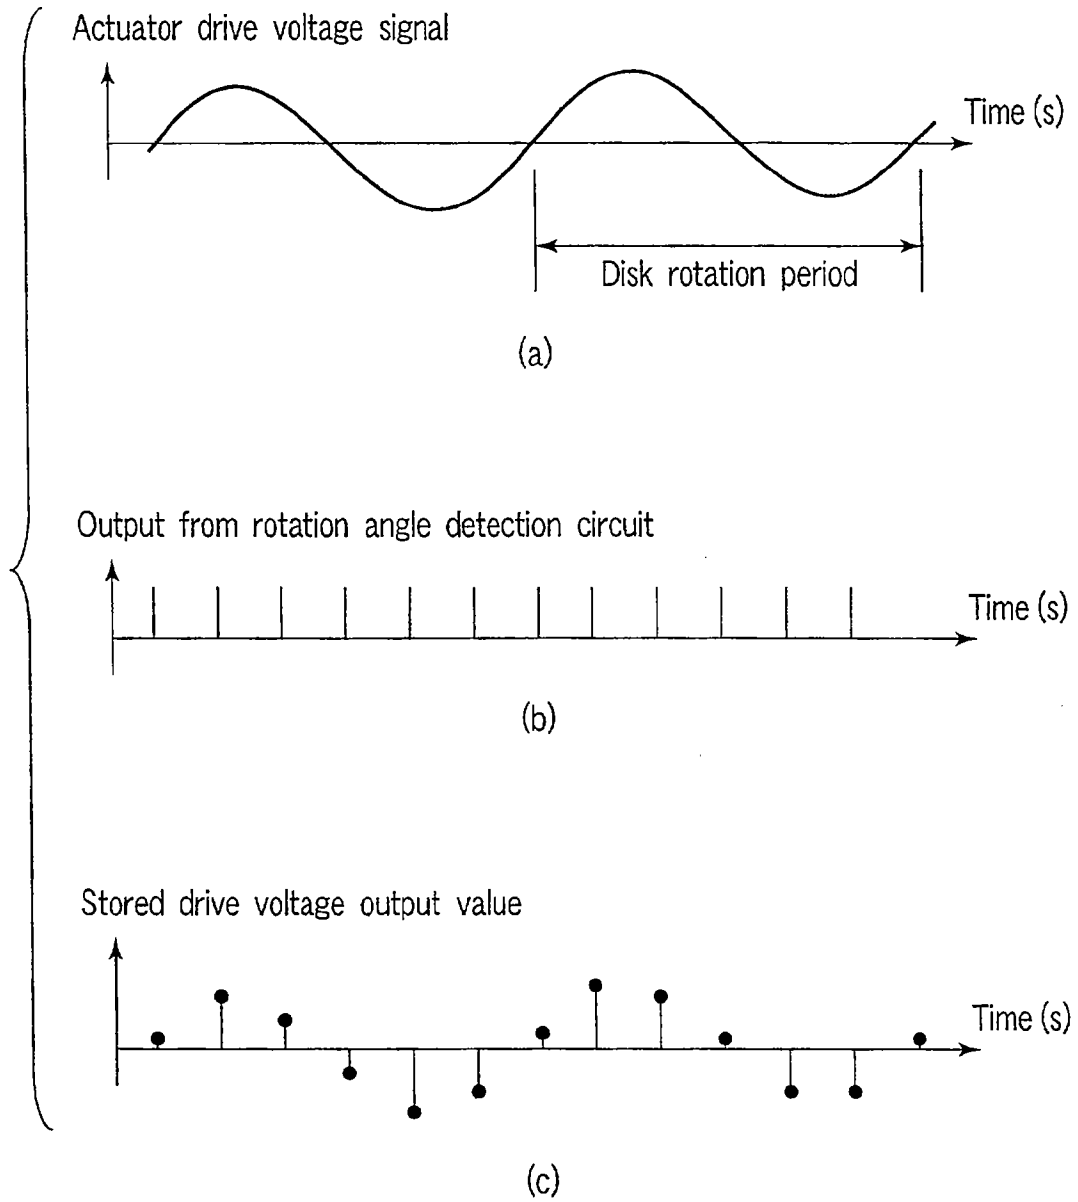 Actuator drive voltage signal
Time (s)
Disk rotation period
(a)
Output from rotation angle detection circuit
Time (s)
(b)
Stored drive voltage output value
Time (s)
(c)